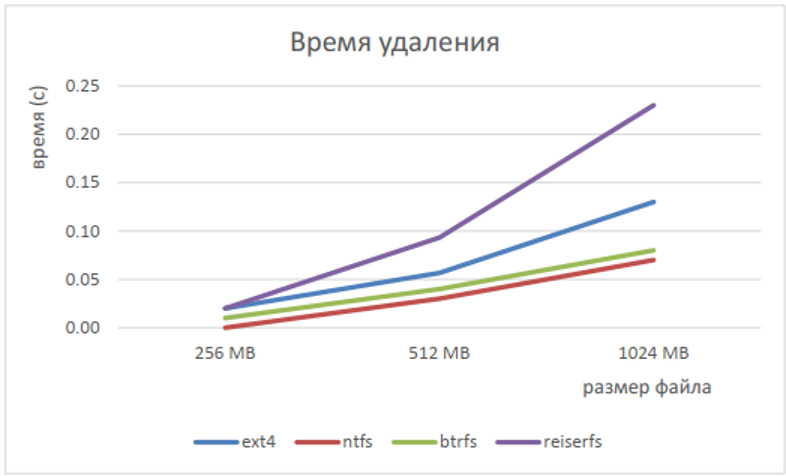 Время удаления
время (с)
0.25
0.20
0.15
0.10
0.05
0.00
256 MB 512 MB 1024 MB
размер файла
ext4 ntfs btrfs reiserfs